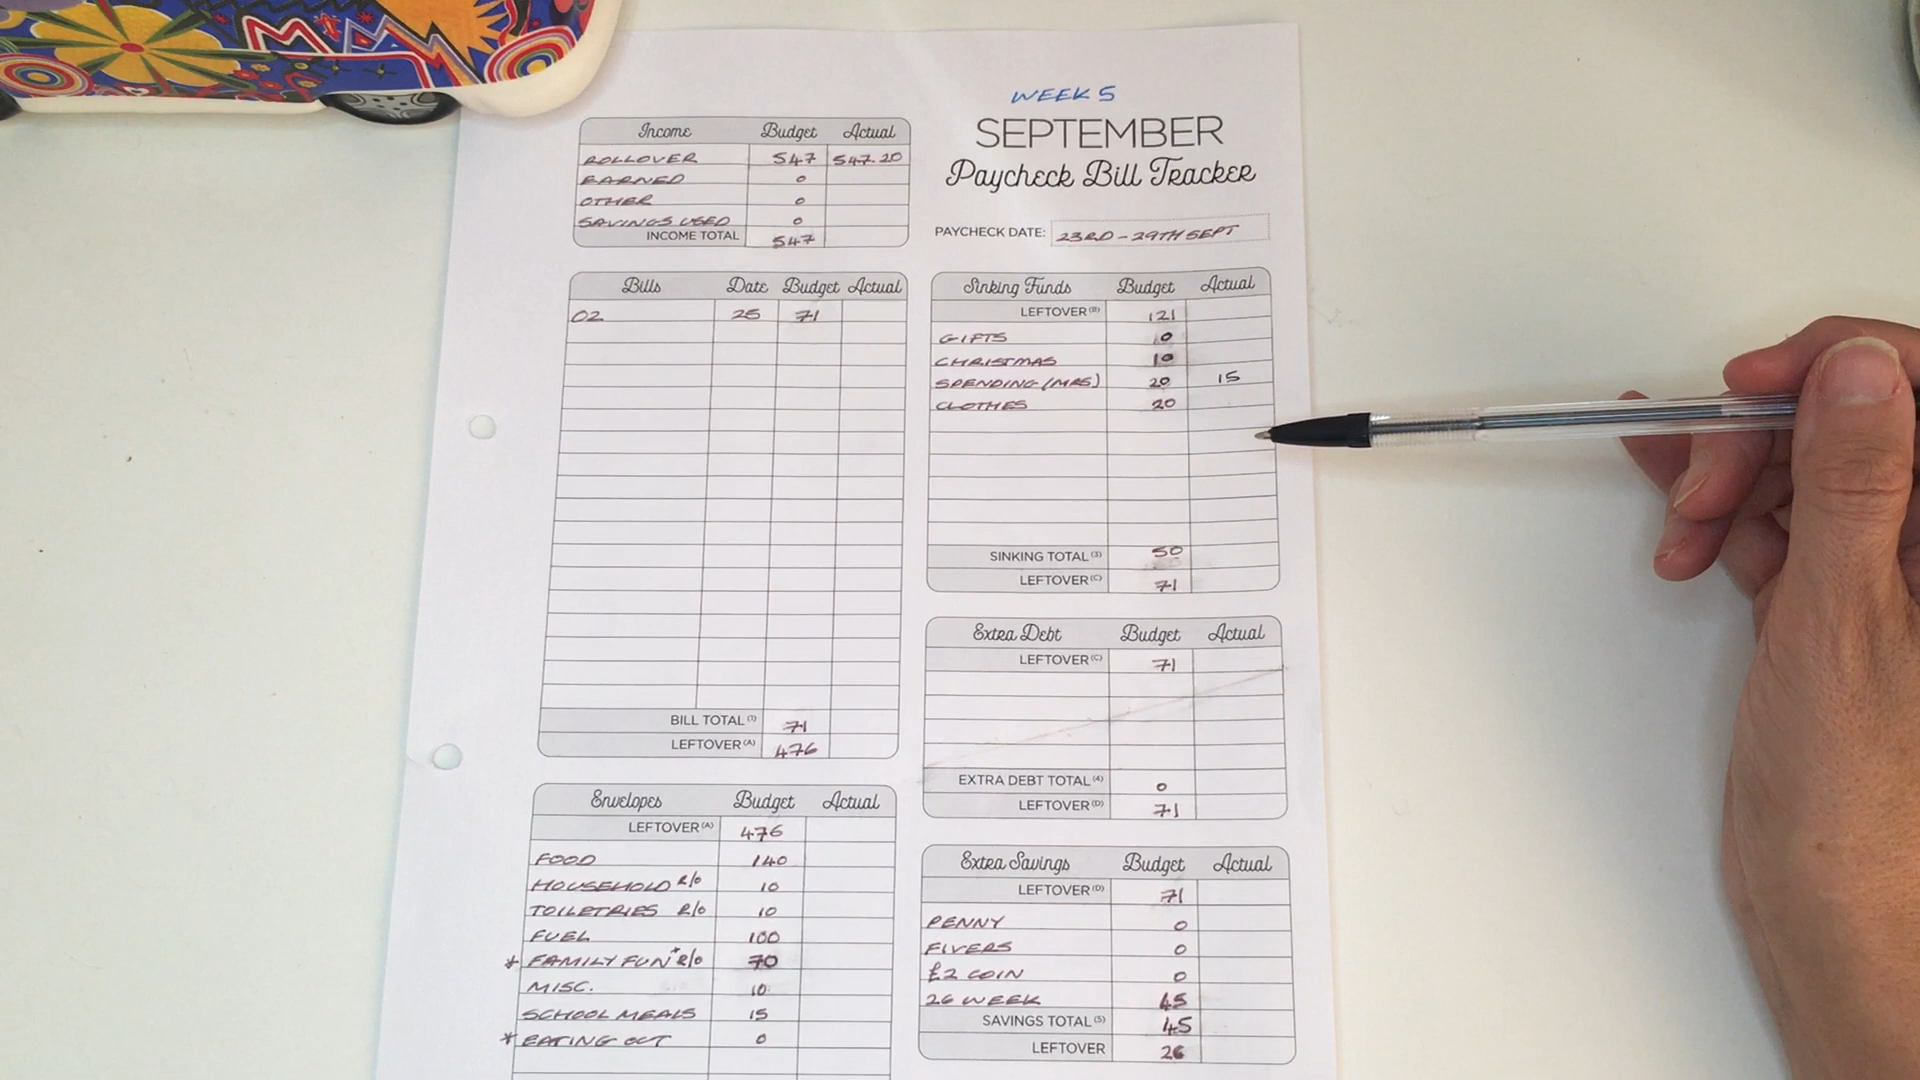 WEEK 5
SEPTEMBER
Paycheck Bill Tracker
PAYCHECK DATE: 23RD - 29TH SEPT
Income Budget Actual
ROLLOVER 547 547.20
EARNED 0
OTHER 0
SAVINGS USED 0
INCOME TOTAL 547
Bills Date Budget Actual
O2 25 71
BILL TOTAL (1) 71
LEFTOVER (A) 476
Envelopes Budget Actual
LEFTOVER (A) 476
FOOD 140
HOUSEHOLD R/O 10
TOILETRIES R/O 10
FUEL 100
* FAMILY FUN * R/O 70
MISC. 10
SCHOOL MEALS 15
* EATING OUT 0
Sinking Funds Budget Actual
LEFTOVER (B) 121
GIFTS 0
CHRISTMAS 10
SPENDING (MRS) 20 15
CLOTHES 20
SINKING TOTAL (3) 50
LEFTOVER (C) 71
Extra Debt Budget Actual
LEFTOVER (C) 71
EXTRA DEBT TOTAL (4) 0
LEFTOVER (D) 71
Extra Savings Budget Actual
LEFTOVER (D) 71
PENNY 0
FIVERS 0
£2 COIN 0
26 WEEK 45
SAVINGS TOTAL (5) 45
LEFTOVER 26